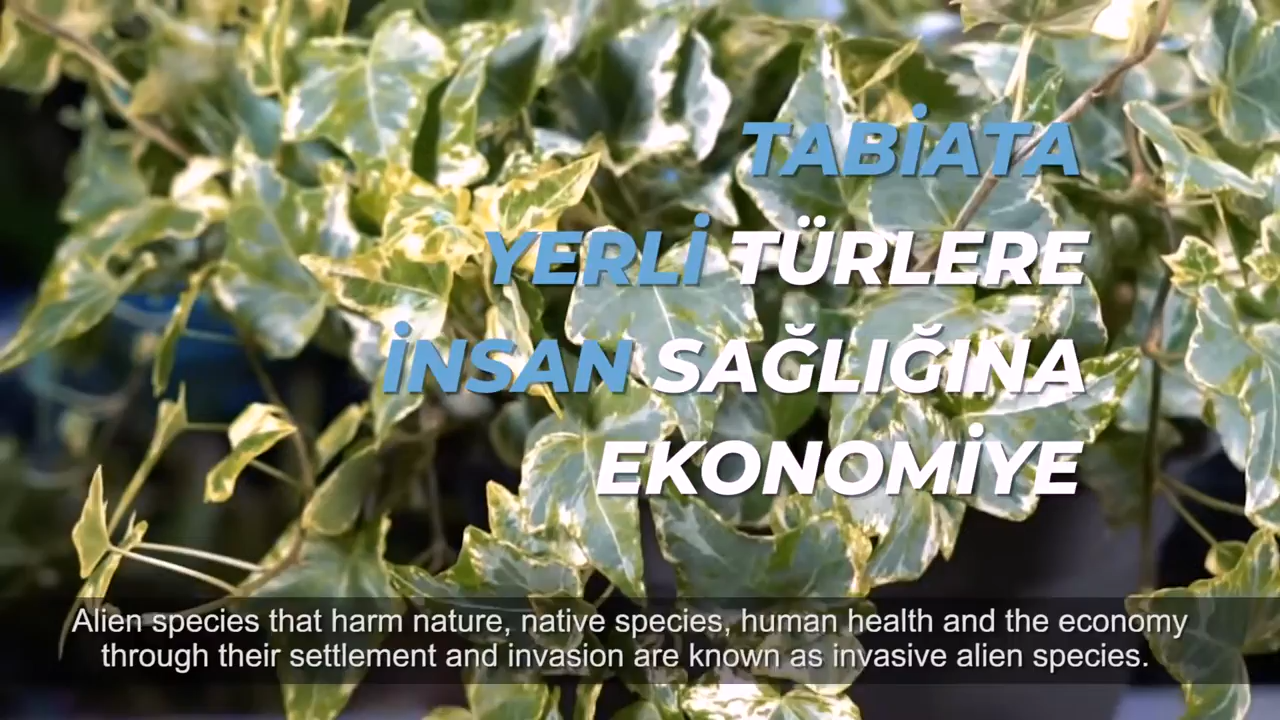 TABİATA
YERLİ TÜRLERE
İNSAN SAĞLIĞINA
EKONOMİYE
Alien species that harm nature, native species, human health and the economy
through their settlement and invasion are known as invasive alien species.